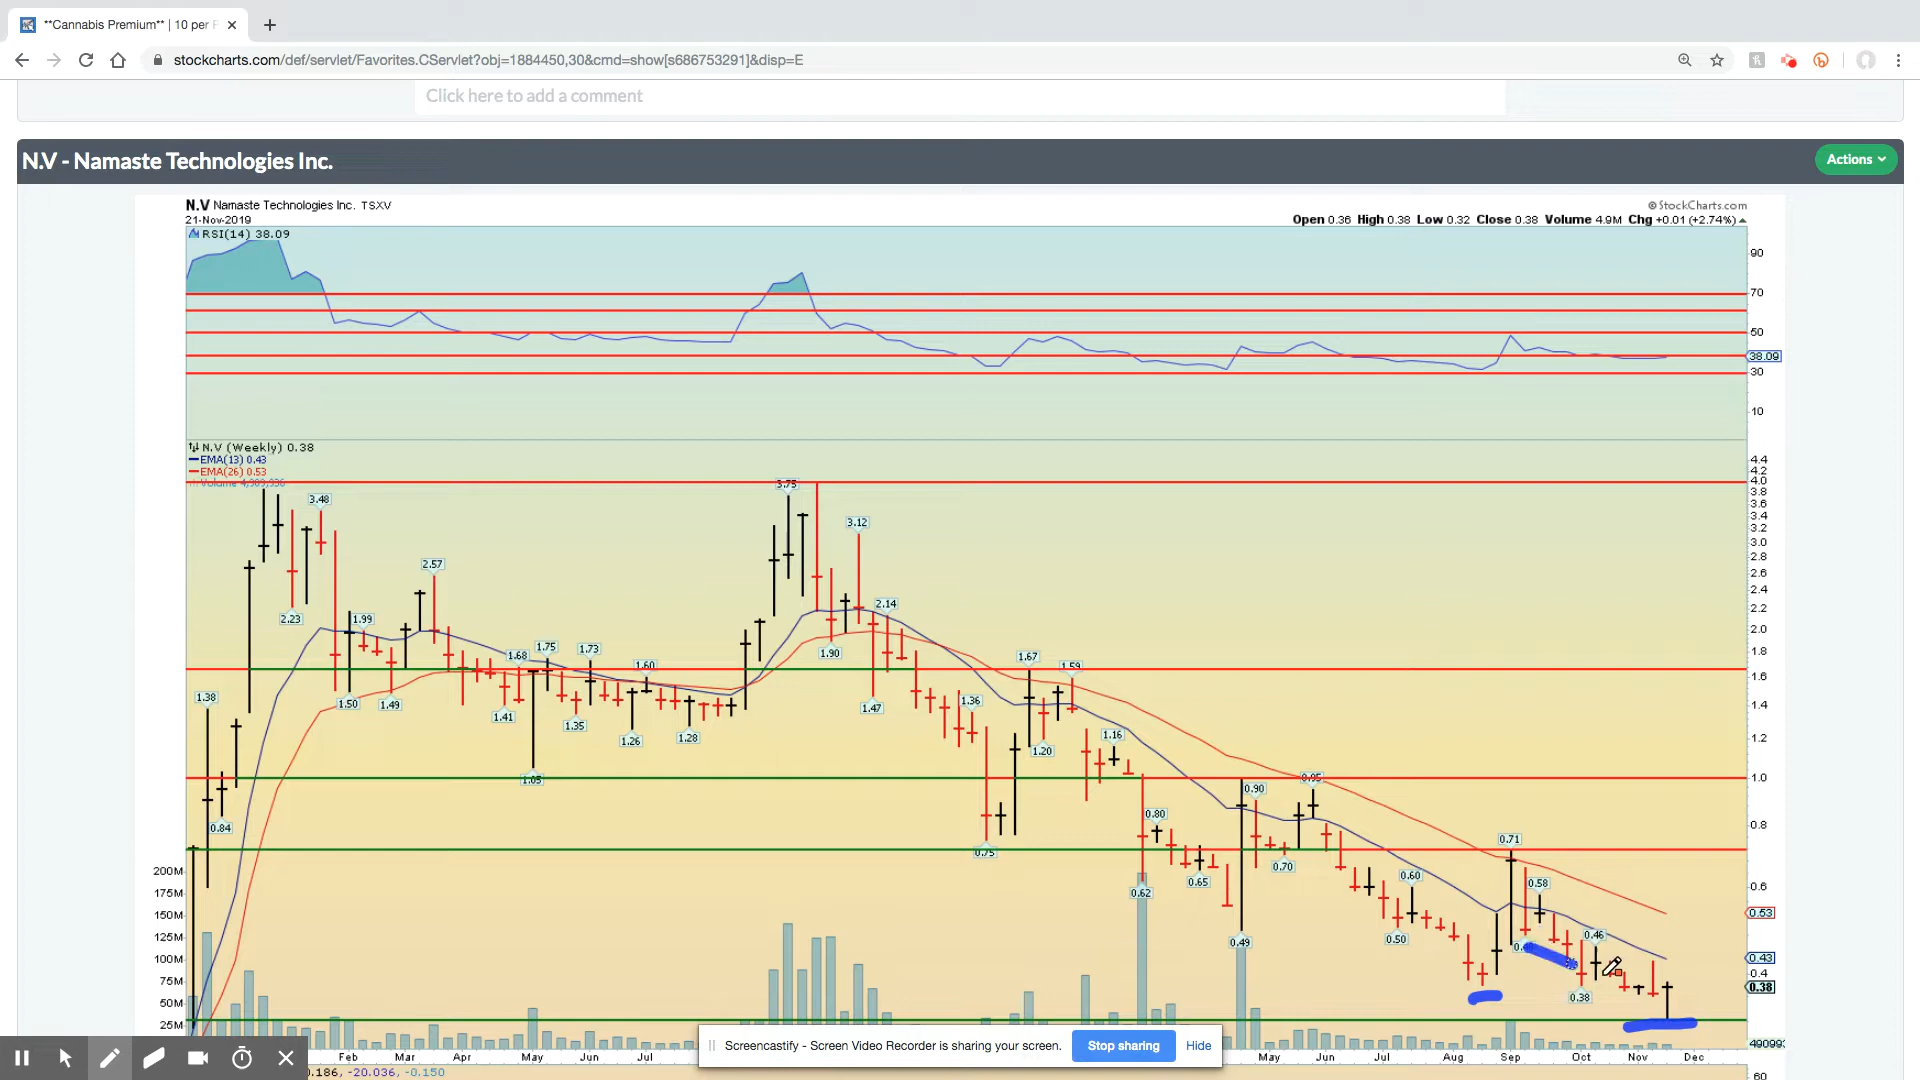 **Cannabis Premium** | 10 per
stockcharts.com/def/servlet/Favorites.CServlet?obj=1884450,30&cmd=show[s686753291]&disp=E
Click here to add a comment
N.V - Namaste Technologies Inc.
Actions
N.V Namaste Technologies Inc. TSXV
© StockCharts.com
21-Nov-2019
Open 0.36 High 0.38 Low 0.32 Close 0.38 Volume 4.9M Chg +0.01 (+2.74%)
RSI(14) 38.09
90
70
50
38.09
30
10
N.V (Weekly) 0.38
EMA(13) 0.43
EMA(26) 0.53
4.4
4.2
4.0
3.8
3.6
3.4
3.2
3.0
2.8
2.6
2.4
2.2
2.0
1.8
1.6
1.4
1.2
1.0
0.8
0.6
0.53
0.43
0.4
0.38
3.48
3.75
3.12
2.57
2.23
1.99
2.14
1.90
1.68
1.75
1.73
1.60
1.67
1.59
1.38
1.50
1.49
1.41
1.35
1.26
1.28
1.47
1.36
1.20
1.16
1.05
0.84
0.75
0.80
0.90
0.95
0.62
0.65
0.70
0.71
0.60
0.58
0.49
0.50
0.46
0.38
200M
175M
150M
125M
100M
75M
50M
25M
Feb Mar Apr May Jun Jul May Jun Jul Aug Sep Oct Nov Dec
Screencastify - Screen Video Recorder is sharing your screen.
Stop sharing
Hide
-20.036, -0.150
60